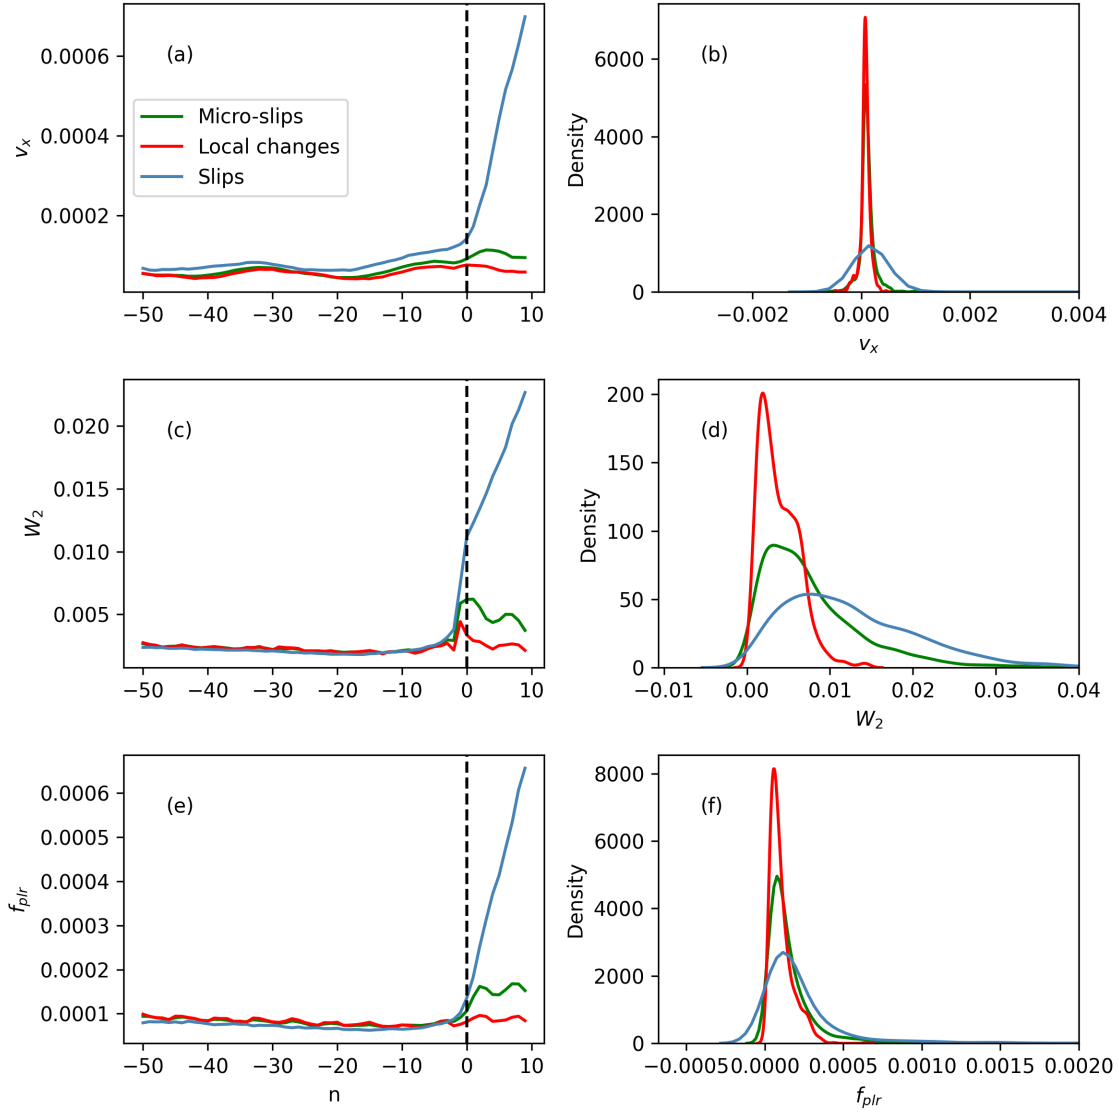 (a)
v_x
0.0006
0.0004
0.0002
Micro-slips
Local changes
Slips
−50 −40 −30 −20 −10 0 10
(b)
Density
6000
4000
2000
0
−0.002 0.000 0.002 0.004
v_x
(c)
W_2
0.020
0.015
0.010
0.005
−50 −40 −30 −20 −10 0 10
(d)
Density
200
150
100
50
0
−0.01 0.00 0.01 0.02 0.03 0.04
W_2
(e)
f_plr
0.0006
0.0005
0.0004
0.0003
0.0002
0.0001
−50 −40 −30 −20 −10 0 10
n
(f)
Density
8000
6000
4000
2000
0
−0.0005 0.0000 0.0005 0.0010 0.0015 0.0020
f_plr